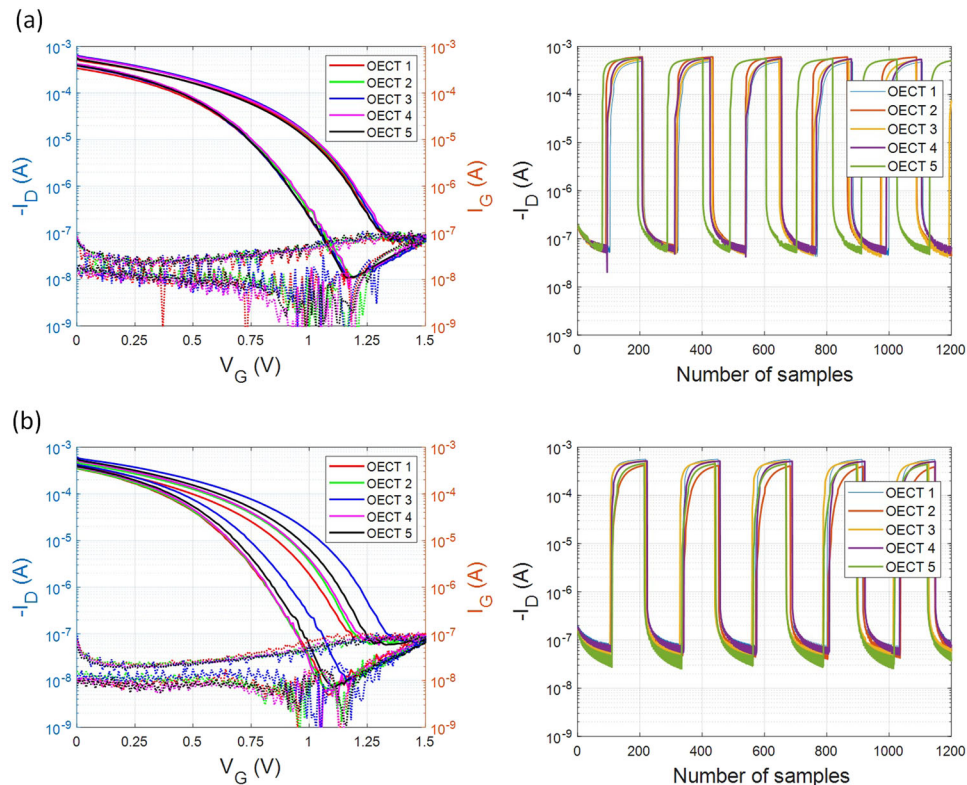 (a)
10^-3
10^-4
10^-5
10^-6
10^-7
10^-8
10^-9
-I_D (A)
0
0.25
0.5
0.75
1
1.25
1.5
V_G (V)
10^-3
10^-4
10^-5
10^-6
10^-7
10^-8
10^-9
I_G (A)
OECT 1
OECT 2
OECT 3
OECT 4
OECT 5
10^-3
10^-4
10^-5
10^-6
10^-7
10^-8
10^-9
-I_D (A)
0
200
400
600
800
1000
1200
Number of samples
OECT 1
OECT 2
OECT 3
OECT 4
OECT 5
(b)
10^-3
10^-4
10^-5
10^-6
10^-7
10^-8
10^-9
-I_D (A)
0
0.25
0.5
0.75
1
1.25
1.5
V_G (V)
10^-3
10^-4
10^-5
10^-6
10^-7
10^-8
10^-9
I_G (A)
OECT 1
OECT 2
OECT 3
OECT 4
OECT 5
10^-3
10^-4
10^-5
10^-6
10^-7
10^-8
10^-9
-I_D (A)
0
200
400
600
800
1000
1200
Number of samples
OECT 1
OECT 2
OECT 3
OECT 4
OECT 5